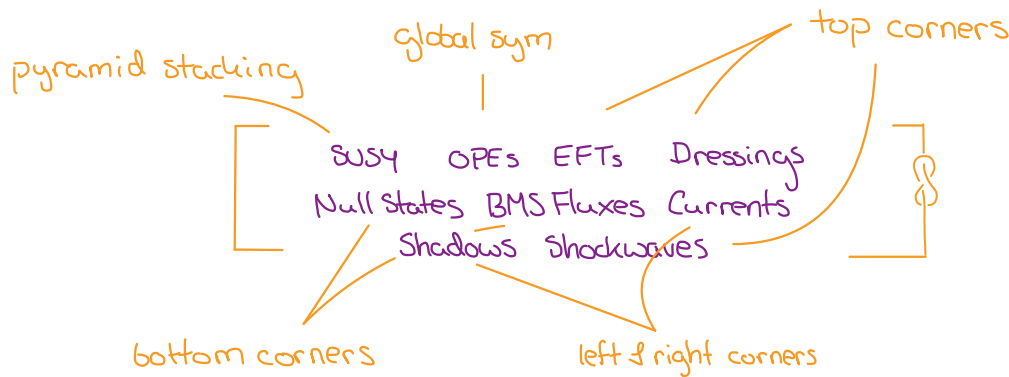 global sym
top corners
pyramid stacking
SUSY OPEs EFTs Dressings
Null States BMS Fluxes Currents
Shadows Shockwaves
bottom corners
left & right corners